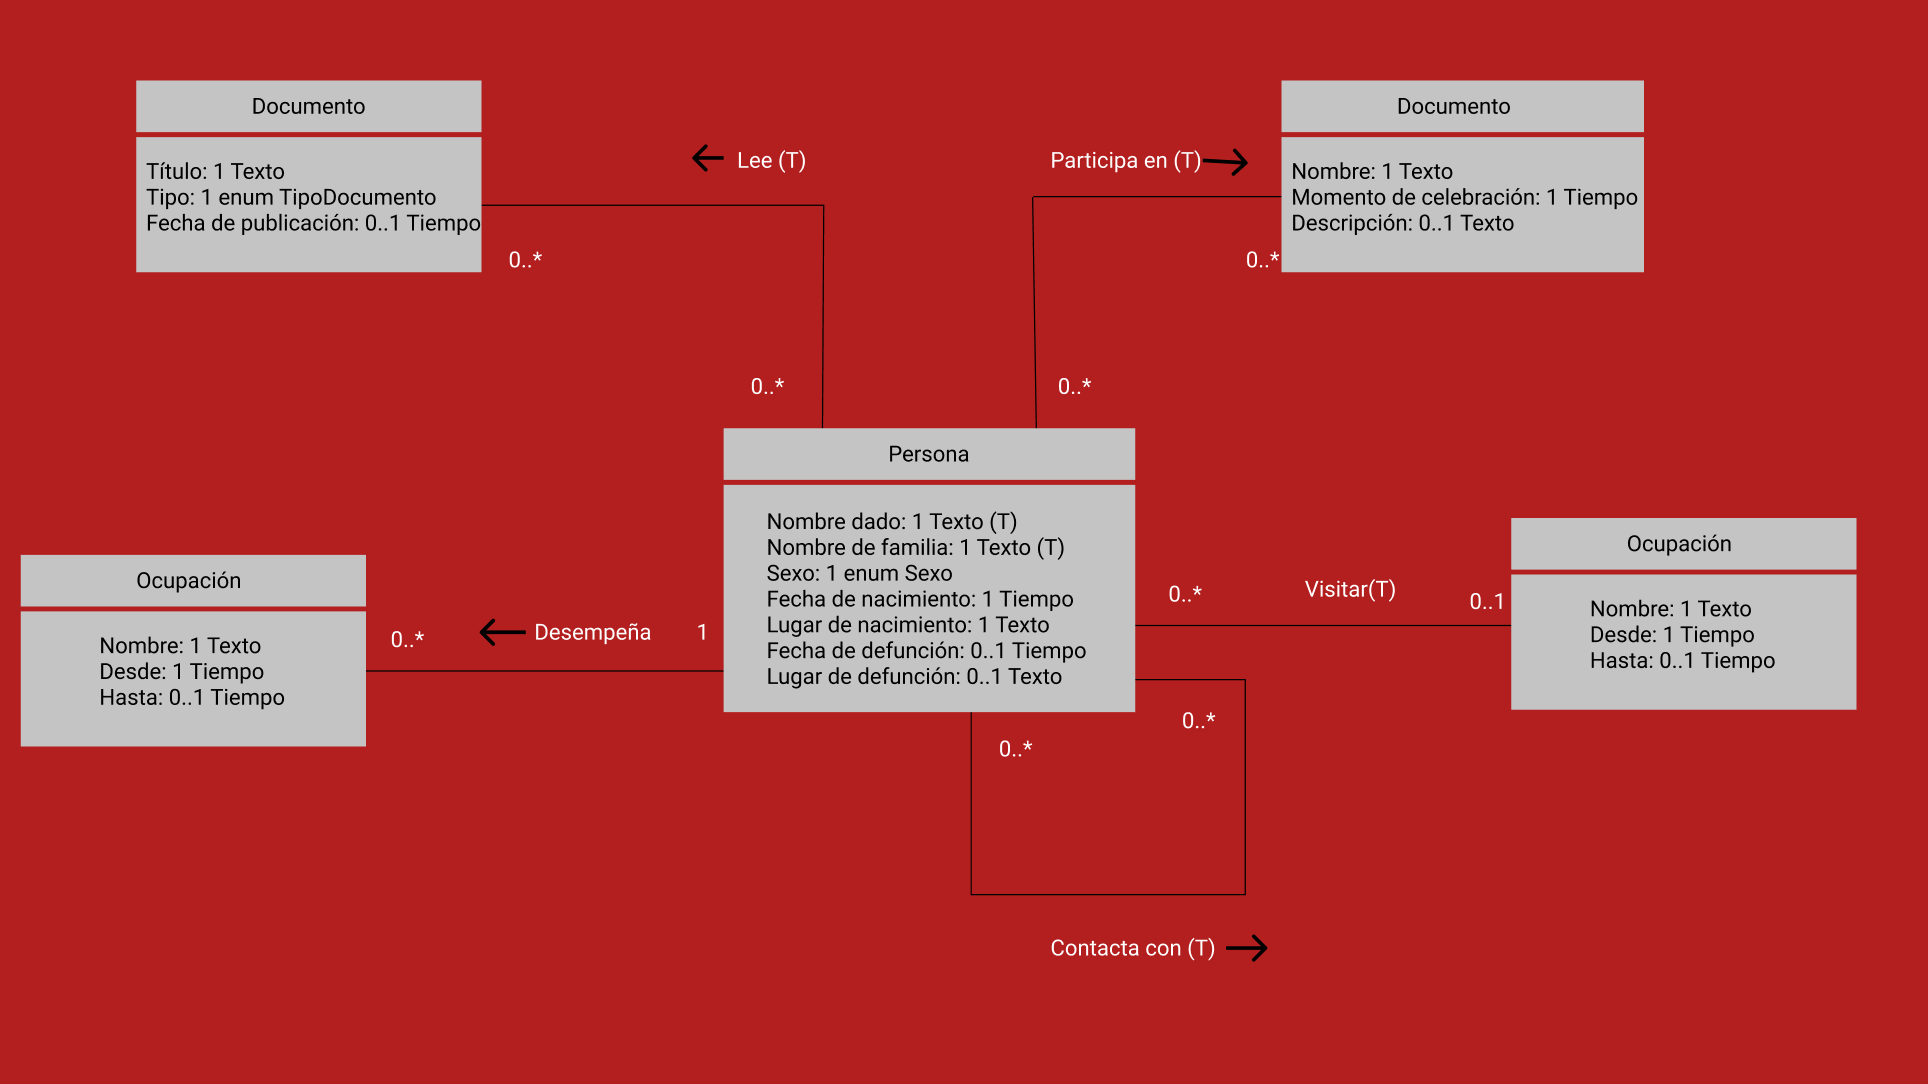 Documento
Título: 1 Texto
Tipo: 1 enum TipoDocumento
Fecha de publicación: 0..1 Tiempo
0..*
Lee (T)
0..*
Participa en (T)
0..*
0..*
Documento
Nombre: 1 Texto
Momento de celebración: 1 Tiempo
Descripción: 0..1 Texto
Persona
Nombre dado: 1 Texto (T)
Nombre de familia: 1 Texto (T)
Sexo: 1 enum Sexo
Fecha de nacimiento: 1 Tiempo
Lugar de nacimiento: 1 Texto
Fecha de defunción: 0..1 Tiempo
Lugar de defunción: 0..1 Texto
Ocupación
Nombre: 1 Texto
Desde: 1 Tiempo
Hasta: 0..1 Tiempo
0..*
Desempeña
1
0..*
Visitar(T)
0..1
Ocupación
Nombre: 1 Texto
Desde: 1 Tiempo
Hasta: 0..1 Tiempo
0..*
0..*
Contacta con (T)